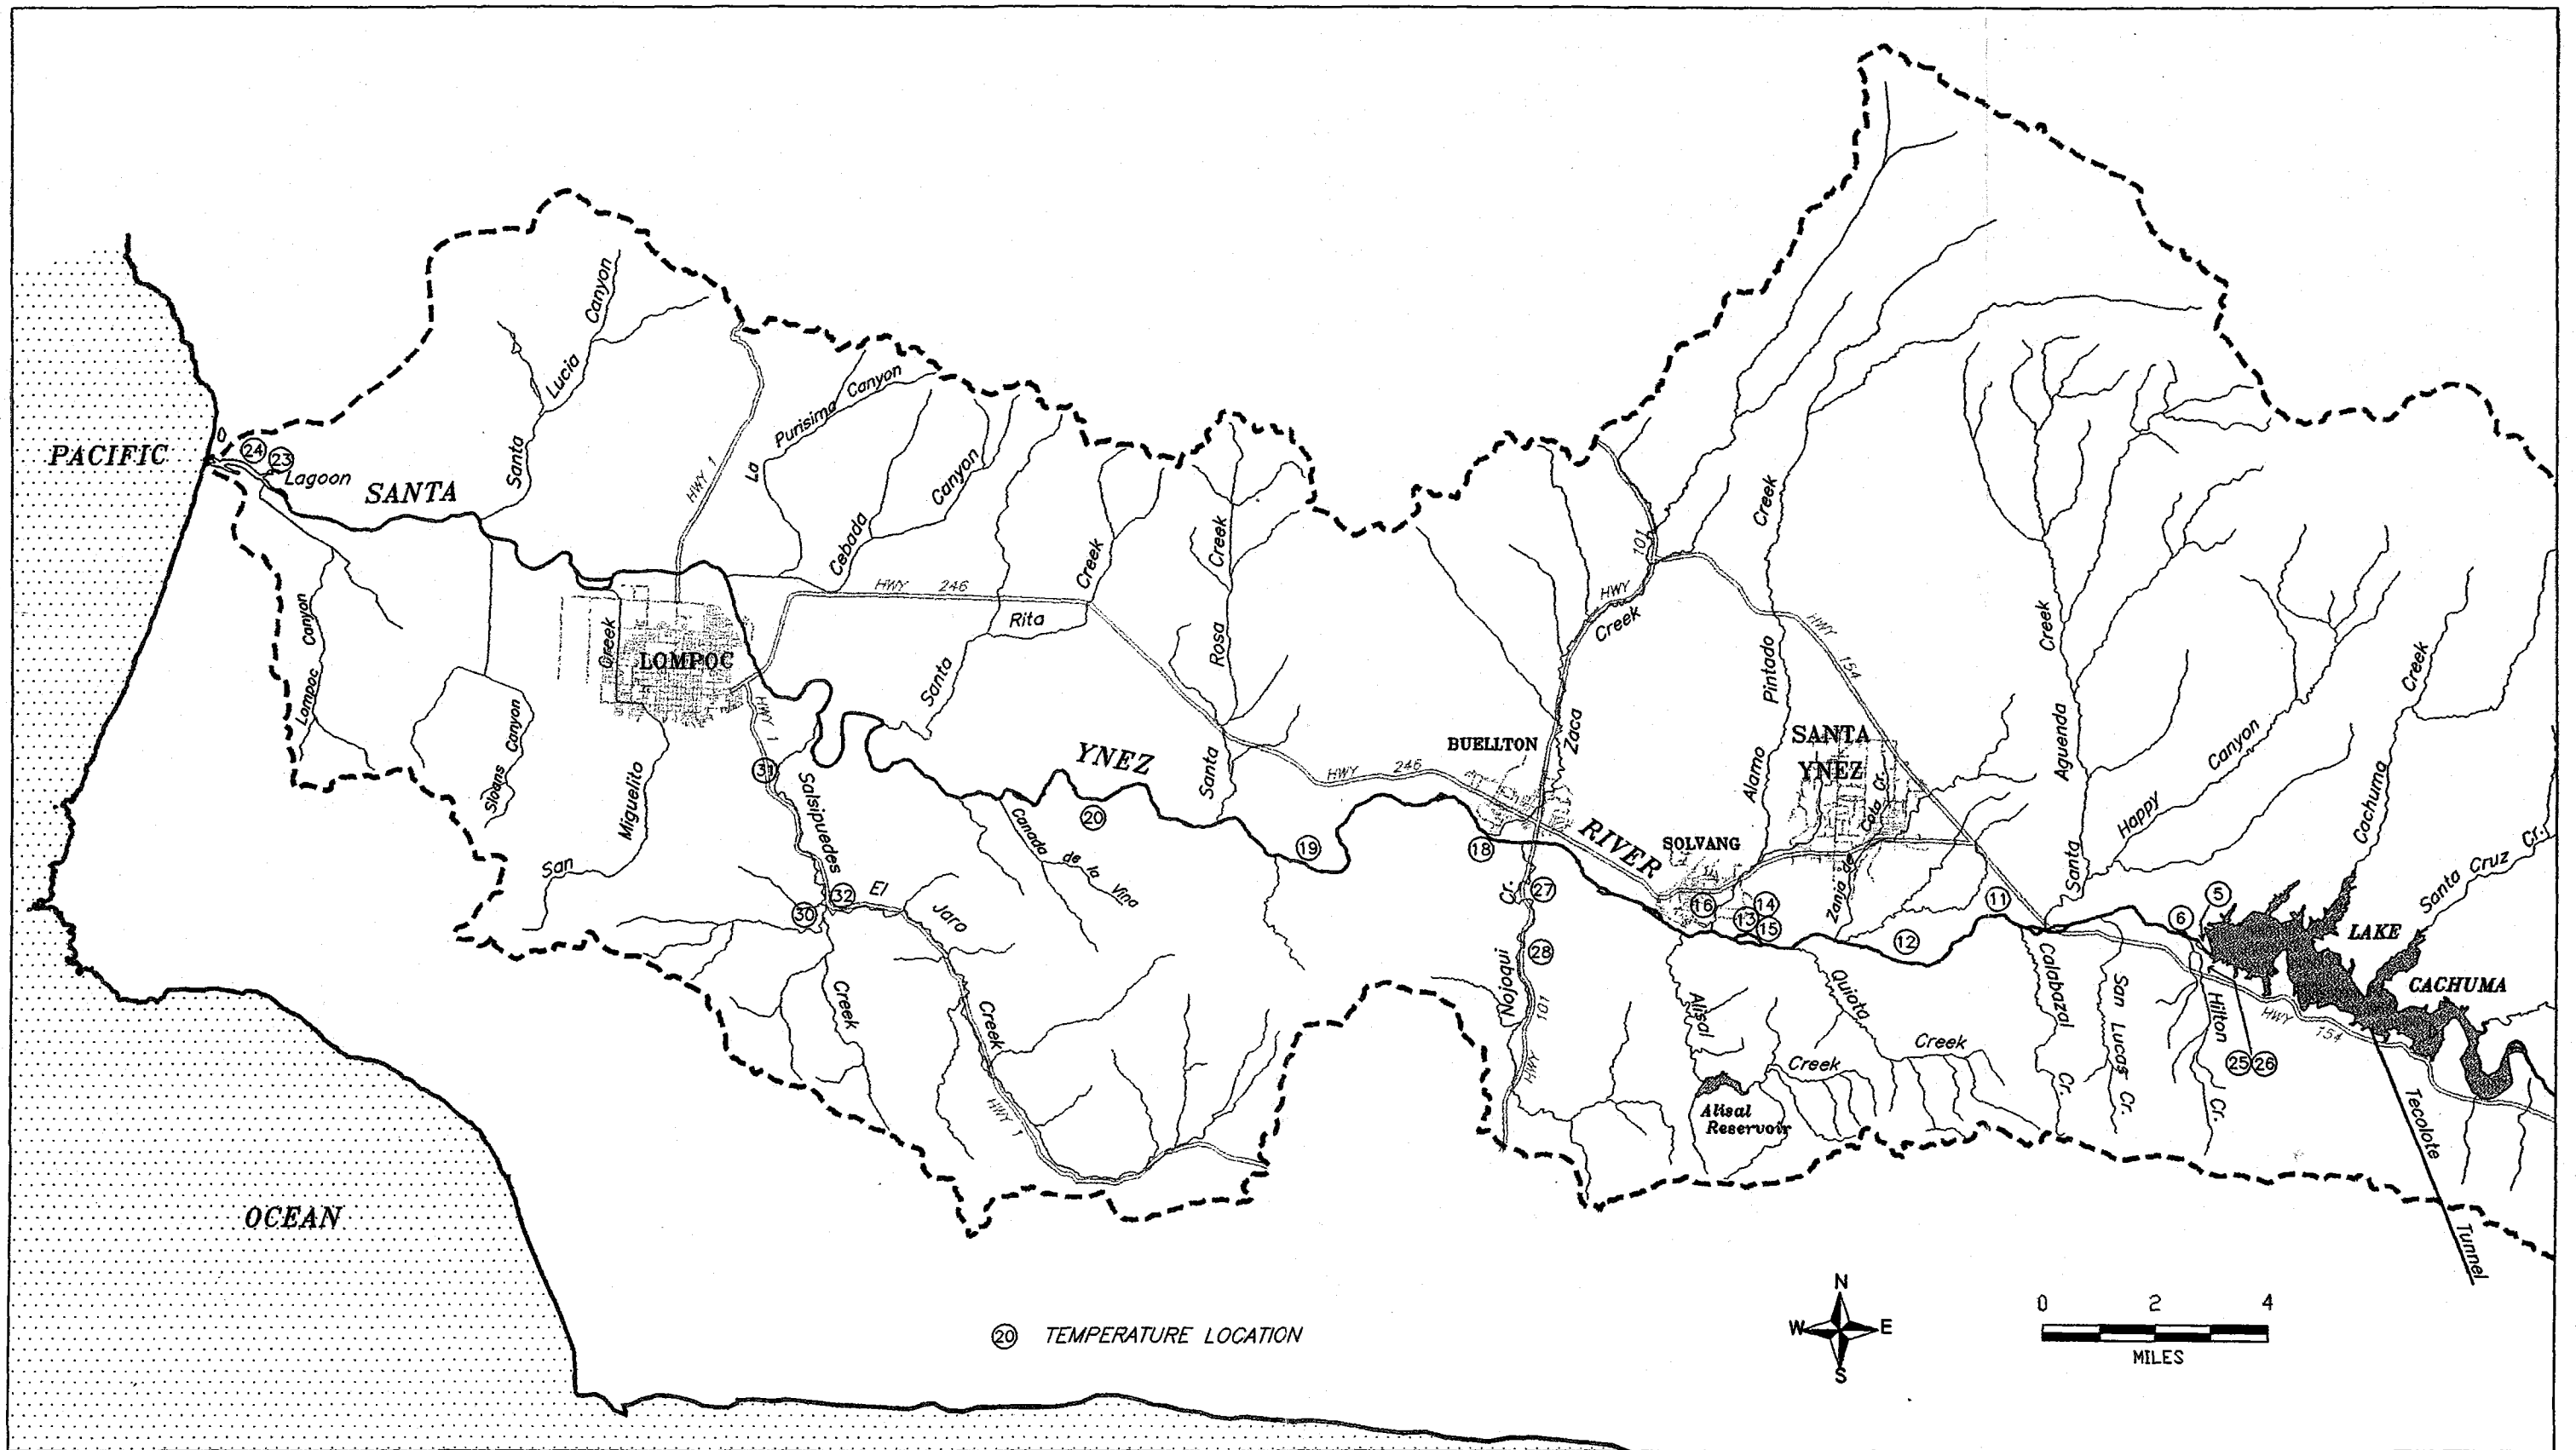 PACIFIC
OCEAN
24
23
Lagoon
SANTA
YNEZ
RIVER
Santa
Lucia
Canyon
HWY 1
La
Purisima Canyon
Cebada
Canyon
HWY 246
Santa
Rita
Creek
Santa
Rosa
Creek
HWY 246
Lompoc
Canyon
Sloans
Canyon
San
Miguelito
Creek
LOMPOC
HWY 1
31
Salsipuedes
Creek
32
30
El
Jaro
Creek
HWY 1
Canada
de la
Vina
20
19
18
BUELLTON
Zaca
Creek
HWY
101
27
28
Nojoqui
Cr.
HWY
101
SOLVANG
16
13
14
15
Alamo
Pintado
Creek
HWY 154
SANTA
YNEZ
Zanja de
Cota Cr.
12
11
Alisal
Creek
Alisal
Reservoir
Quiota
Creek
Santa
Aguenda
Creek
Happy
Canyon
Calabazal
Cr.
San Lucas
Cr.
Hilton
Cr.
6
5
25
26
HWY
154
Cachuma
Creek
Santa Cruz
Cr.
LAKE
CACHUMA
Tecolote
Tunnel
20 TEMPERATURE LOCATION
N
W E
S
0 2 4
MILES